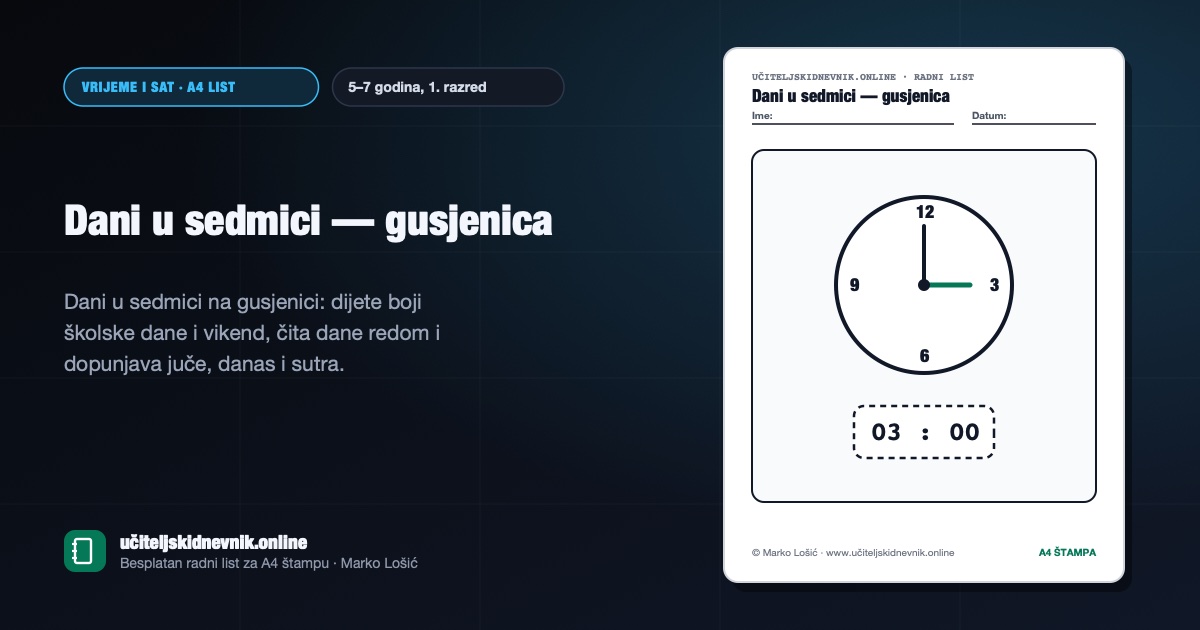 VRIJEME I SAT · A4 LIST
5–7 godina, 1. razred
Dani u sedmici — gusjenica
Dani u sedmici na gusjenici: dijete boji
školske dane i vikend, čita dane redom i
dopunjava juče, danas i sutra.
učiteljskidnevnik.online
Besplatan radni list za A4 štampu · Marko Lošić
UČITELJSKIDNEVNIK.ONLINE · RADNI LIST
Dani u sedmici — gusjenica
Ime:
Datum:
12
9
3
6
03 : 00
© Marko Lošić · www.učiteljskidnevnik.online
A4 ŠTAMPA